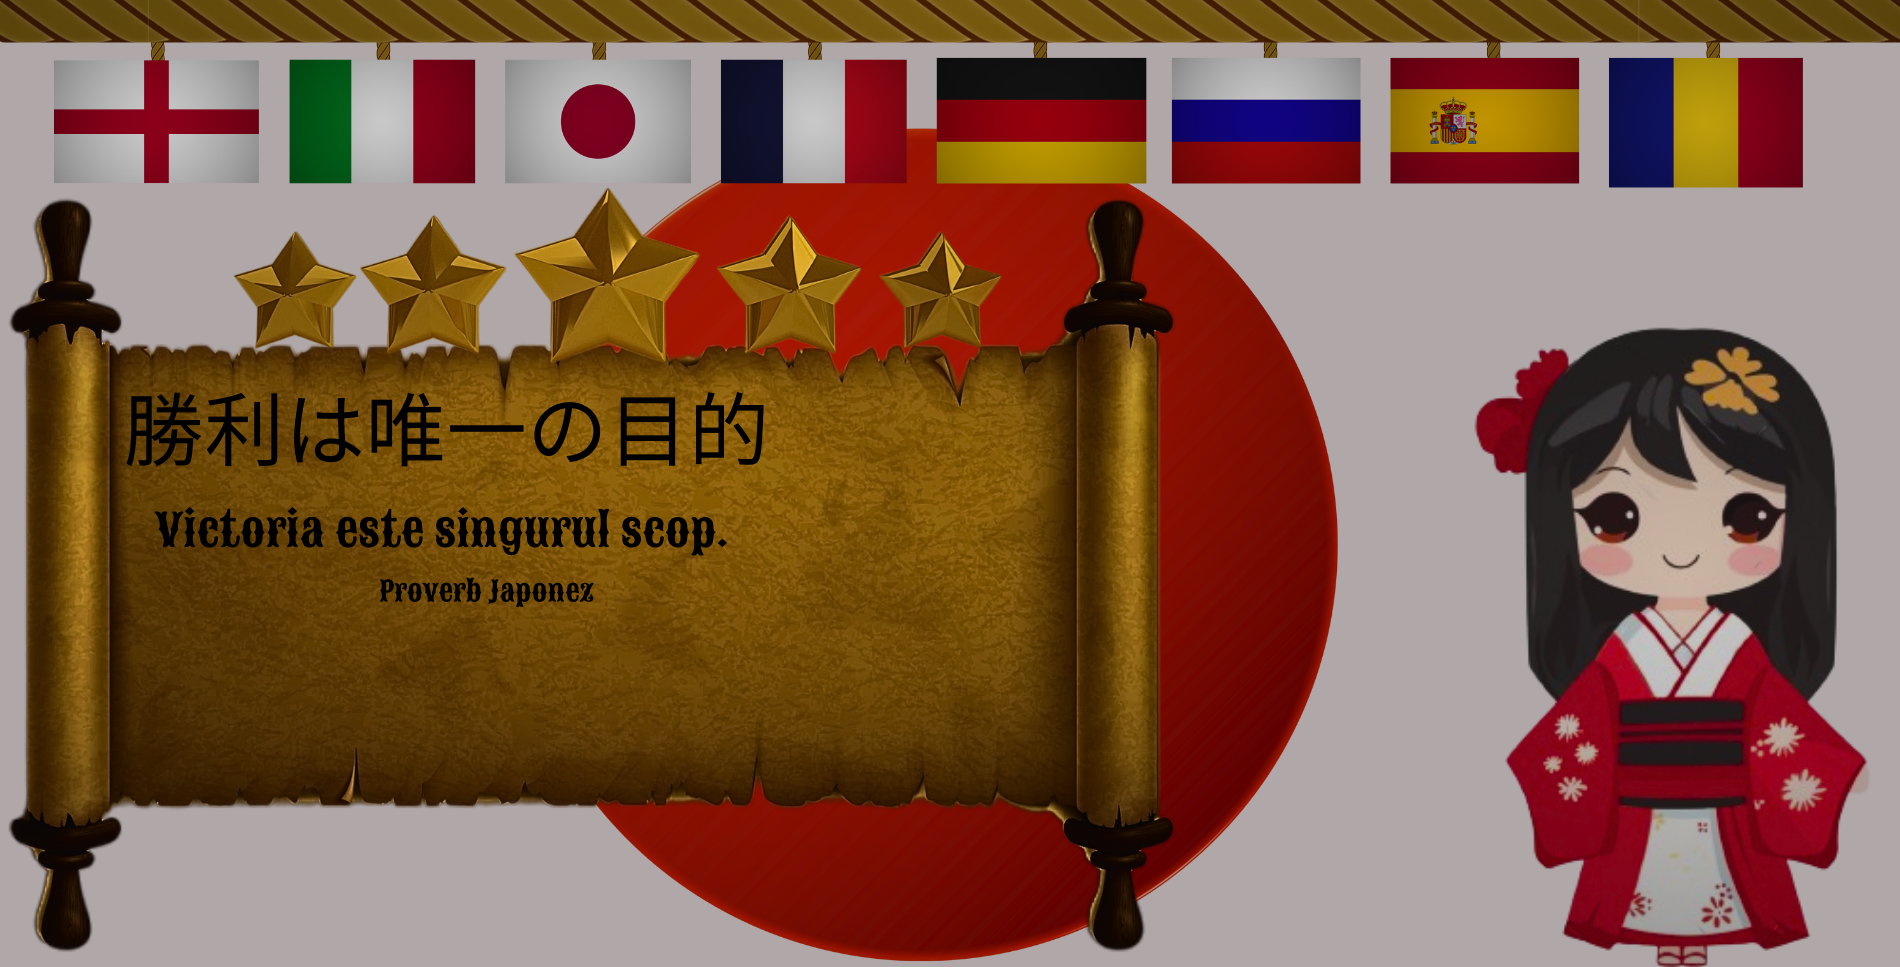 勝利は唯一の目的
Victoria este singurul scop.
Proverb Japonez